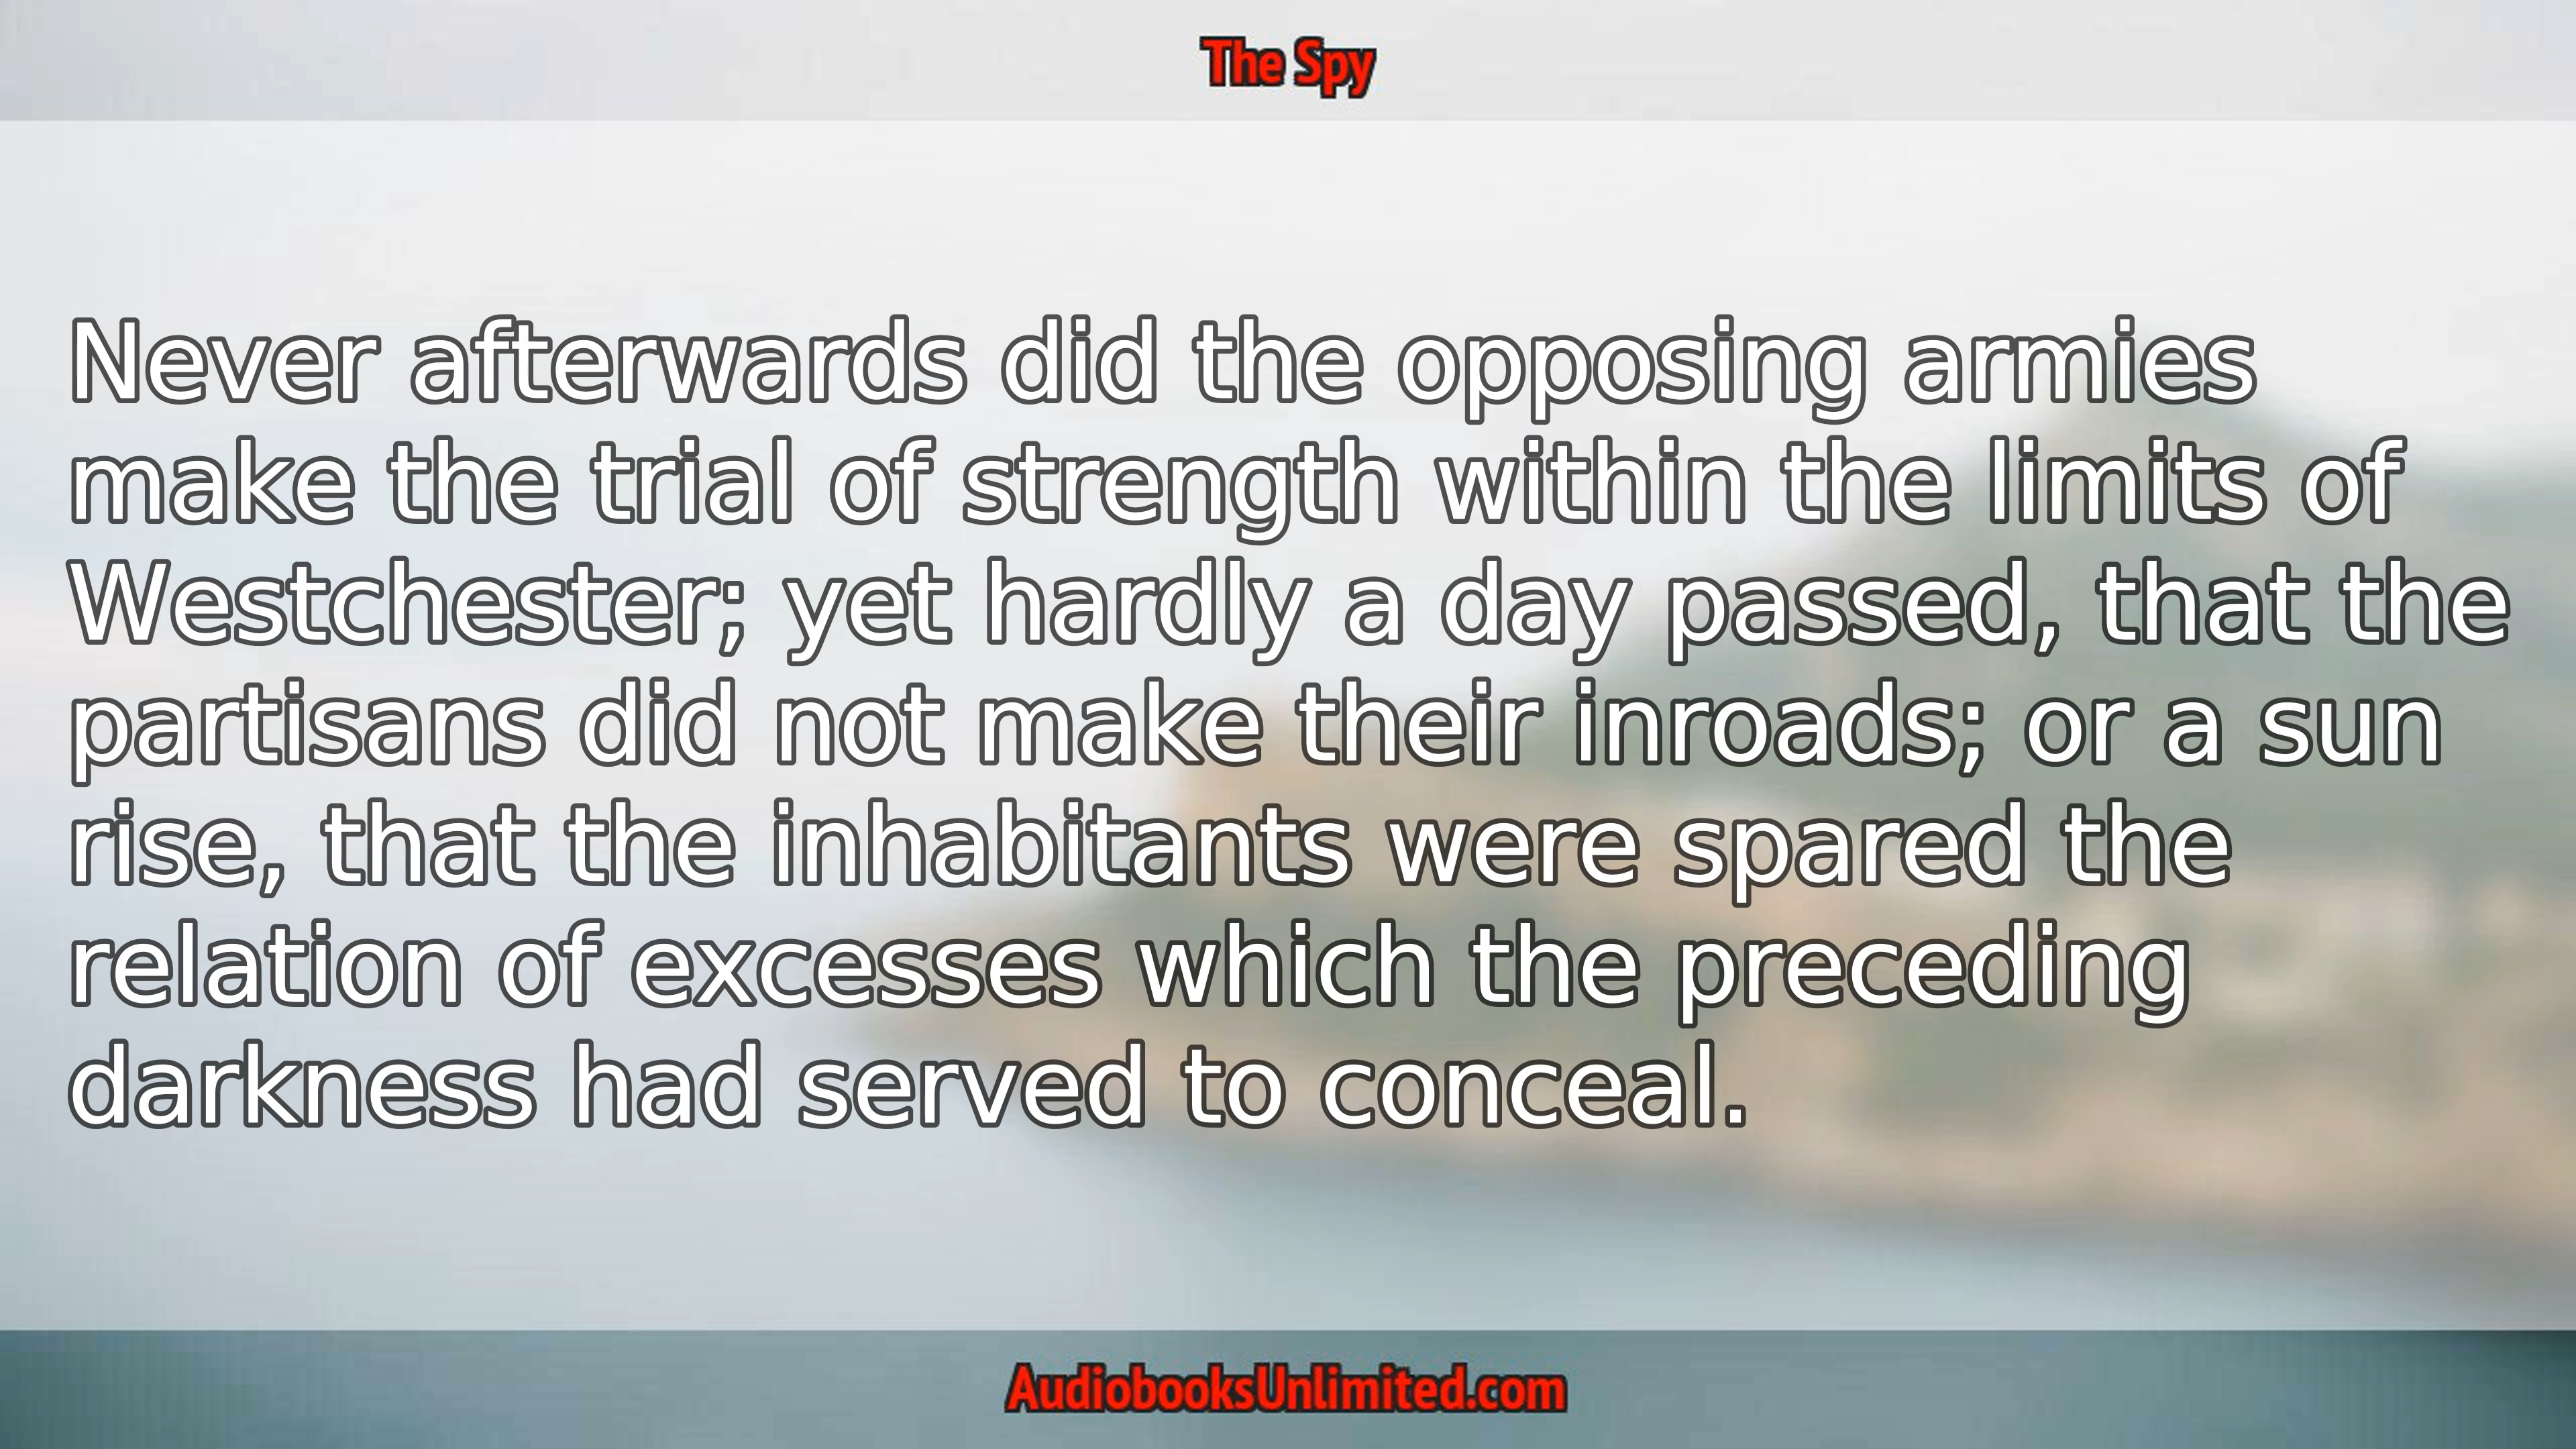 The Spy
Never afterwards did the opposing armies
make the trial of strength within the limits of
Westchester; yet hardly a day passed, that the
partisans did not make their inroads; or a sun
rise, that the inhabitants were spared the
relation of excesses which the preceding
darkness had served to conceal.
AudiobooksUnlimited.com